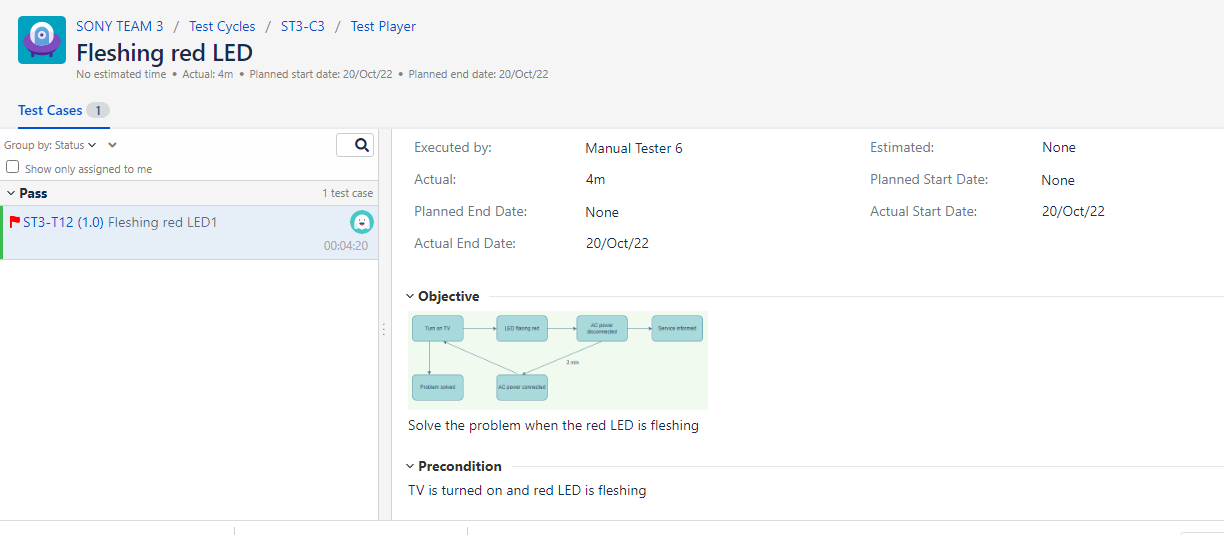 SONY TEAM 3 / Test Cycles / ST3-C3 / Test Player
Fleshing red LED
No estimated time • Actual: 4m • Planned start date: 20/Oct/22 • Planned end date: 20/Oct/22
Test Cases 1
Group by: Status
Show only assigned to me
Pass 1 test case
ST3-T12 (1.0) Fleshing red LED1
00:04:20
Executed by: Manual Tester 6 Estimated: None
Actual: 4m Planned Start Date: None
Planned End Date: None Actual Start Date: 20/Oct/22
Actual End Date: 20/Oct/22
Objective
Turn on TV
LED flasing red
AC power
disconnected
Service informed
2 min
Problem solved
AC power connected
Solve the problem when the red LED is fleshing
Precondition
TV is turned on and red LED is fleshing